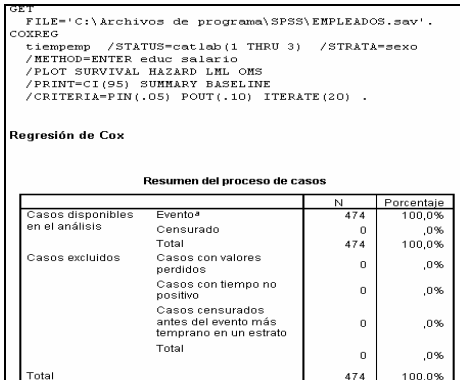 GET
FILE='C:\Archivos de programa\SPSS\EMPLEADOS.sav'.
COXREG
tiempemp /STATUS=catlab(1 THRU 3) /STRATA=sexo
/METHOD=ENTER educ salario
/PLOT SURVIVAL HAZARD LML OMS
/PRINT=CI(95) SUMMARY BASELINE
/CRITERIA=PIN(.05) POUT(.10) ITERATE(20) .
Regresión de Cox
Resumen del proceso de casos
N Porcentaje
Casos disponibles en el análisis Eventoª 474 100,0%
Censurado 0 ,0%
Total 474 100,0%
Casos excluidos Casos con valores perdidos 0 ,0%
Casos con tiempo no positivo 0 ,0%
Casos censurados antes del evento más temprano en un estrato 0 ,0%
Total 0 ,0%
Total 474 100,0%